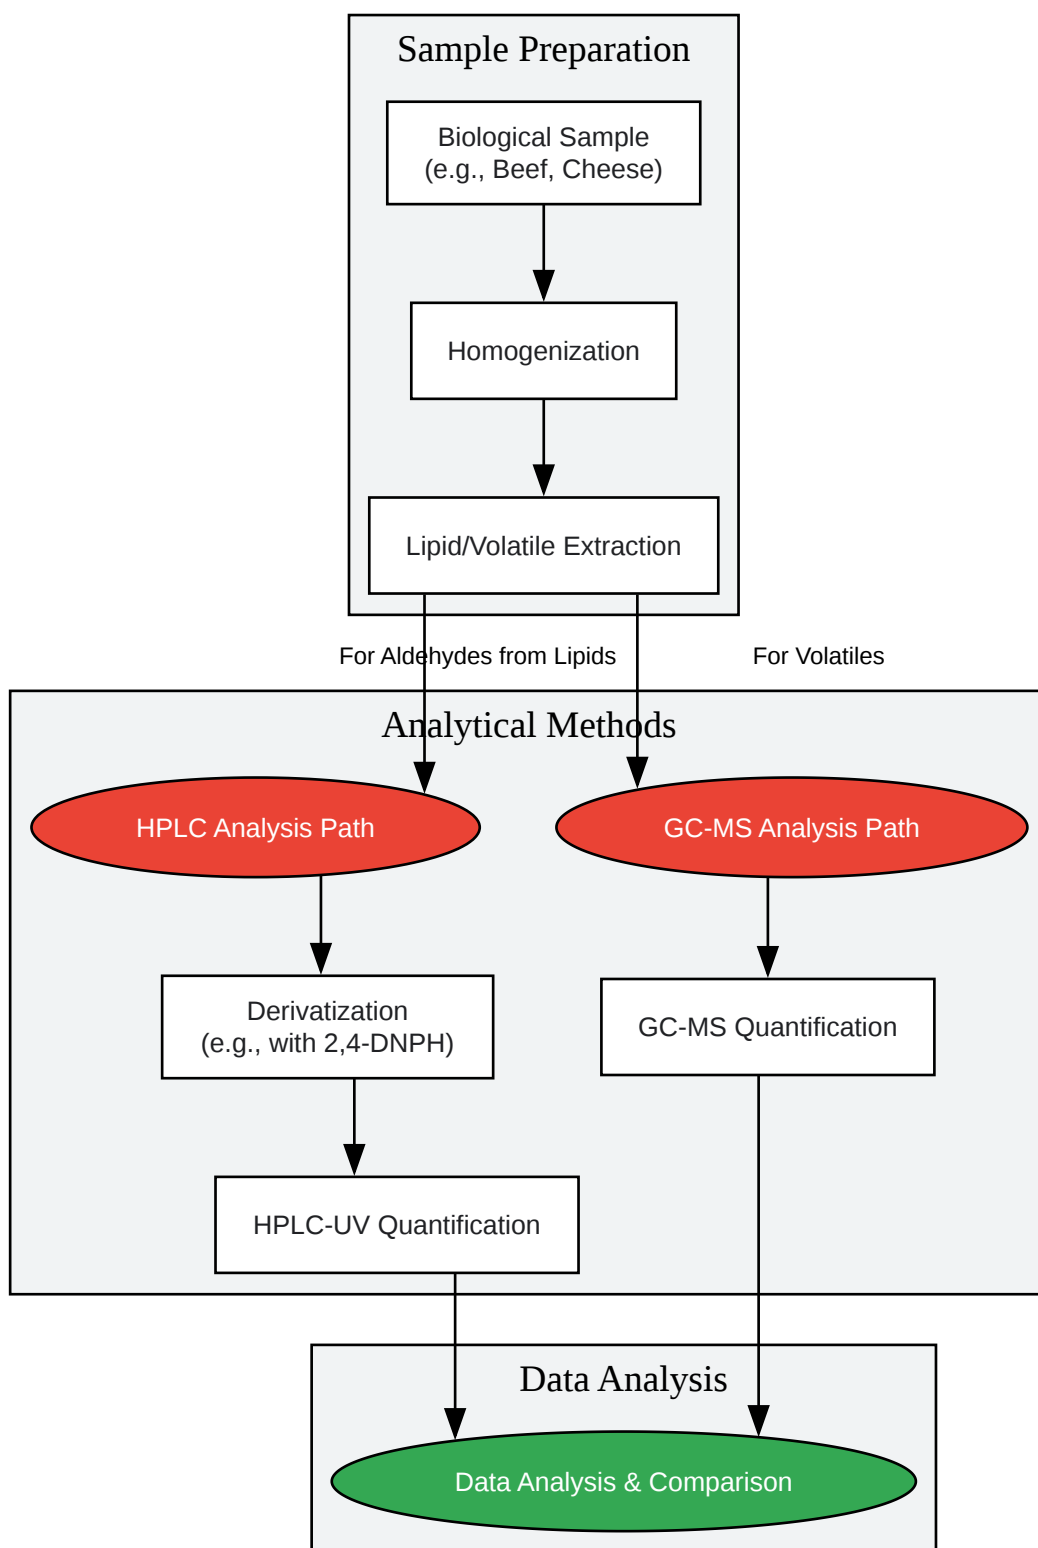 Sample Preparation
Biological Sample
(e.g., Beef, Cheese)
Homogenization
Lipid/Volatile Extraction
For Aldehydes from Lipids
For Volatiles
Analytical Methods
HPLC Analysis Path
GC-MS Analysis Path
Derivatization
(e.g., with 2,4-DNPH)
GC-MS Quantification
HPLC-UV Quantification
Data Analysis
Data Analysis & Comparison